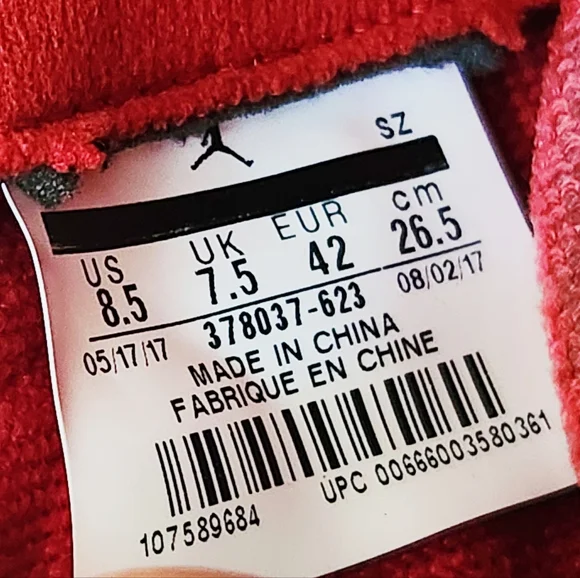 SZ
US UK EUR cm
8.5 7.5 42 26.5
05/17/17 378037-623 08/02/17
MADE IN CHINA
FABRIQUE EN CHINE
107589684 UPC 00666003580361